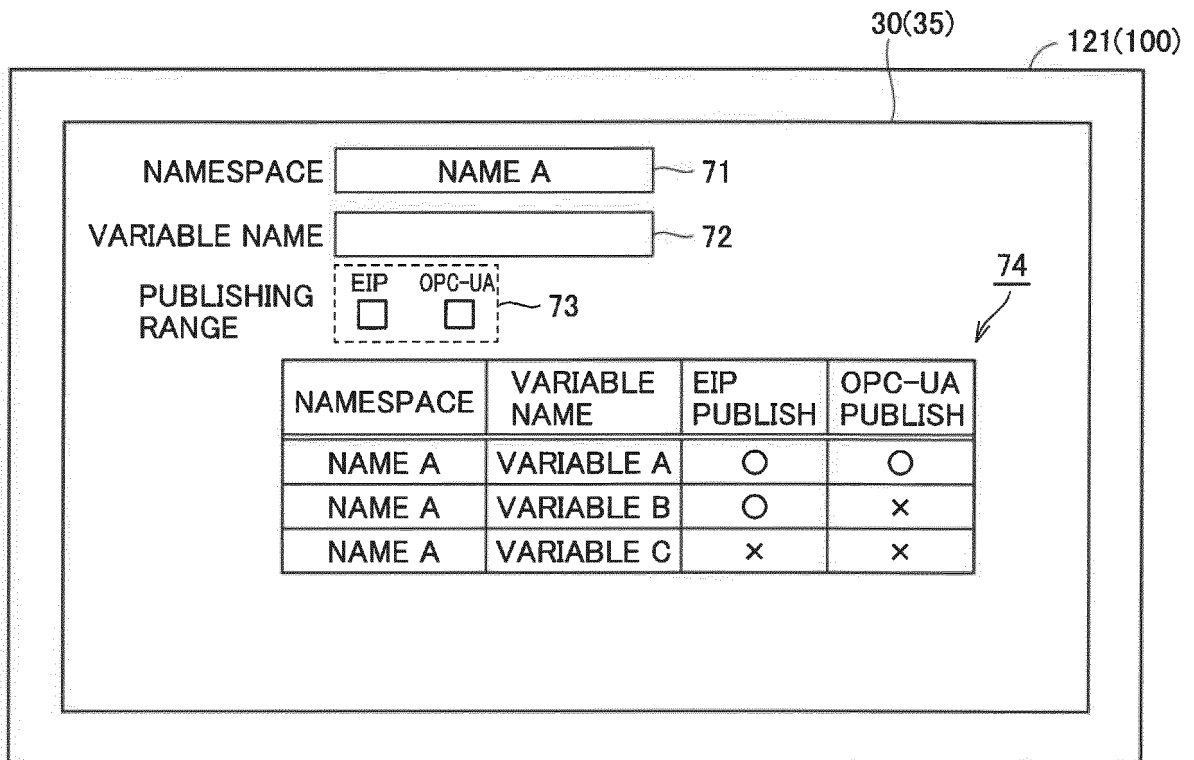 30(35)
121(100)
NAMESPACE NAME A 71
VARIABLE NAME 72
EIP OPC-UA
PUBLISHING RANGE 73
74
NAMESPACE VARIABLE NAME EIP PUBLISH OPC-UA PUBLISH
NAME A VARIABLE A ○ ○
NAME A VARIABLE B ○ ×
NAME A VARIABLE C × ×